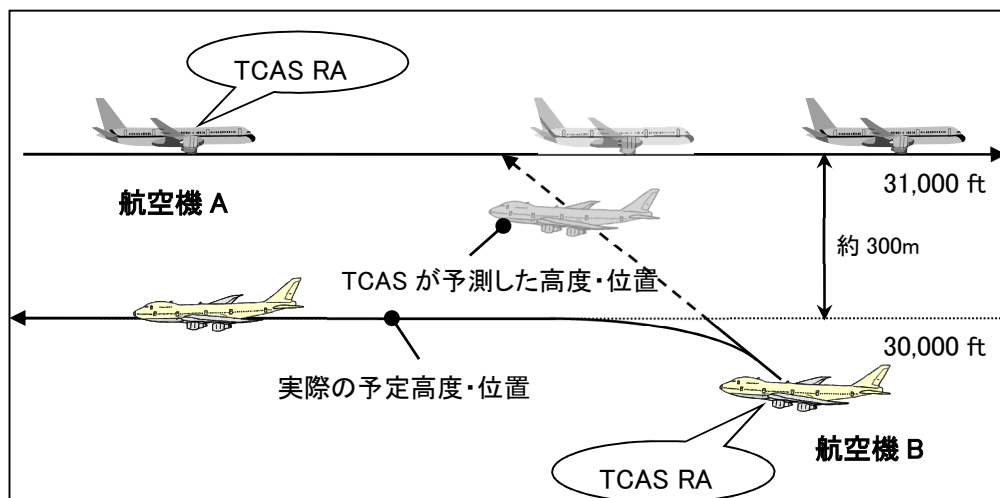 TCAS RA
航空機 A
31,000 ft
約 300m
TCAS が予測した高度・位置
30,000 ft
実際の予定高度・位置
航空機 B
TCAS RA